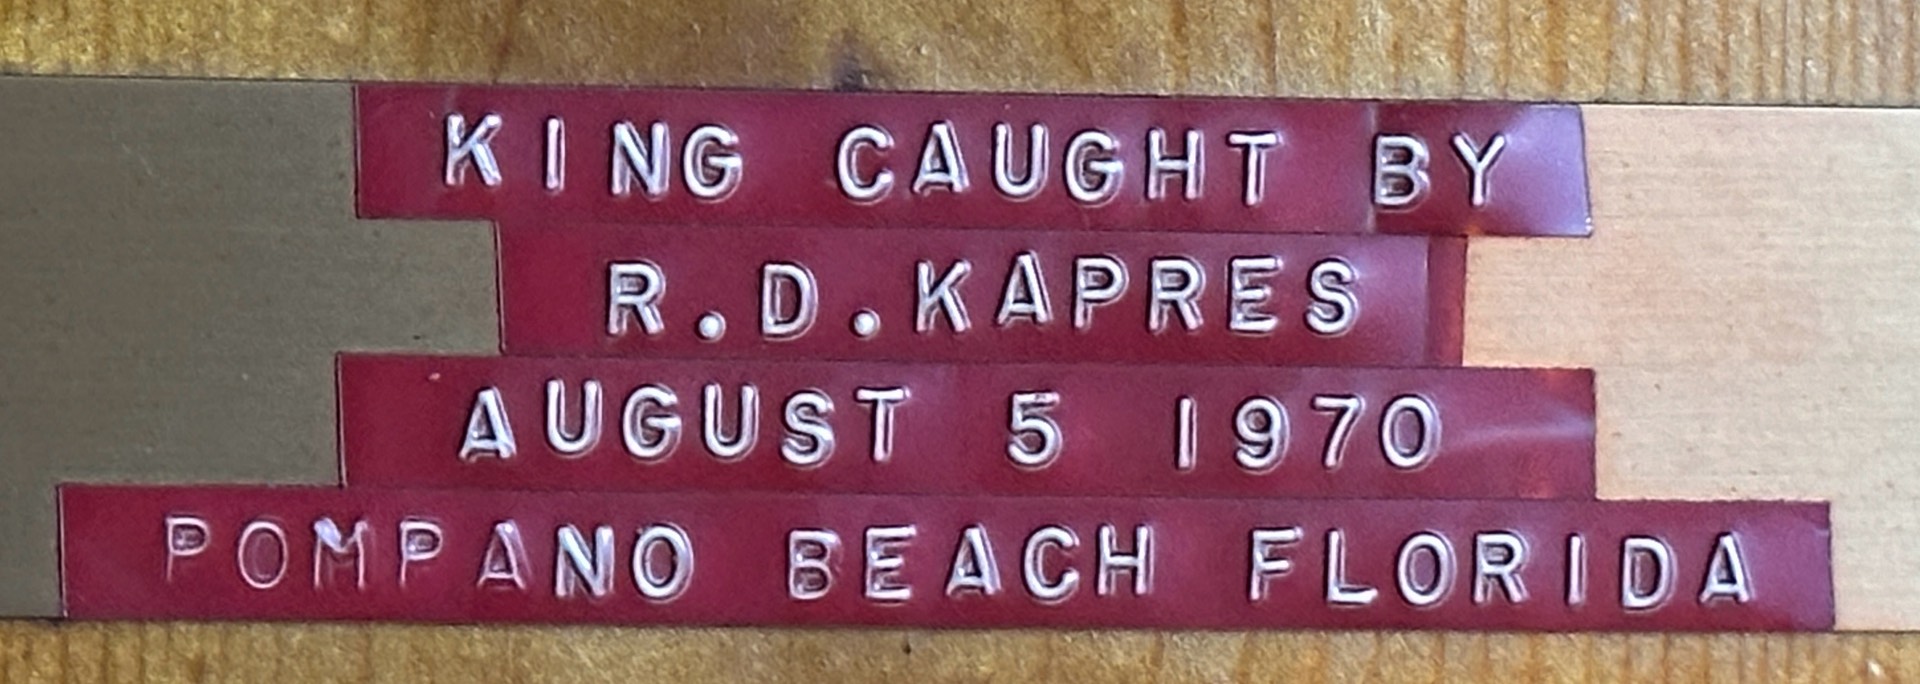 KING CAUGHT BY
R.D.KAPRES
AUGUST 5 1970
POMPANO BEACH FLORIDA